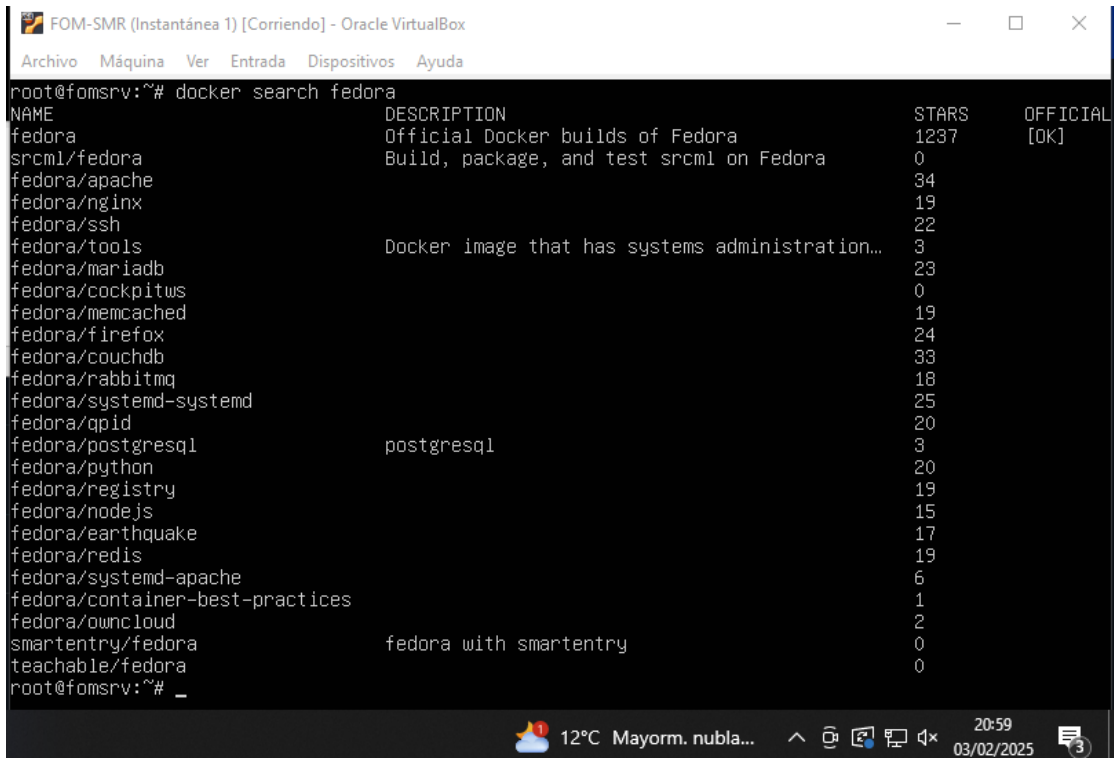 FOM-SMR (Instantánea 1) [Corriendo] - Oracle VirtualBox
Archivo Máquina Ver Entrada Dispositivos Ayuda
root@fomsrv:~# docker search fedora
NAME DESCRIPTION STARS OFFICIAL
fedora Official Docker builds of Fedora 1237 [OK]
srcml/fedora Build, package, and test srcml on Fedora 0
fedora/apache 34
fedora/nginx 19
fedora/ssh 22
fedora/tools Docker image that has systems administration… 3
fedora/mariadb 23
fedora/cockpitws 0
fedora/memcached 19
fedora/firefox 24
fedora/couchdb 33
fedora/rabbitmq 18
fedora/systemd-systemd 25
fedora/qpid 20
fedora/postgresql postgresql 3
fedora/python 20
fedora/registry 19
fedora/nodejs 15
fedora/earthquake 17
fedora/redis 19
fedora/systemd-apache 6
fedora/container-best-practices 1
fedora/owncloud 2
smartentry/fedora fedora with smartentry 0
teachable/fedora 0
root@fomsrv:~# _
1 12°C Mayorm. nubla... 20:59
03/02/2025 3